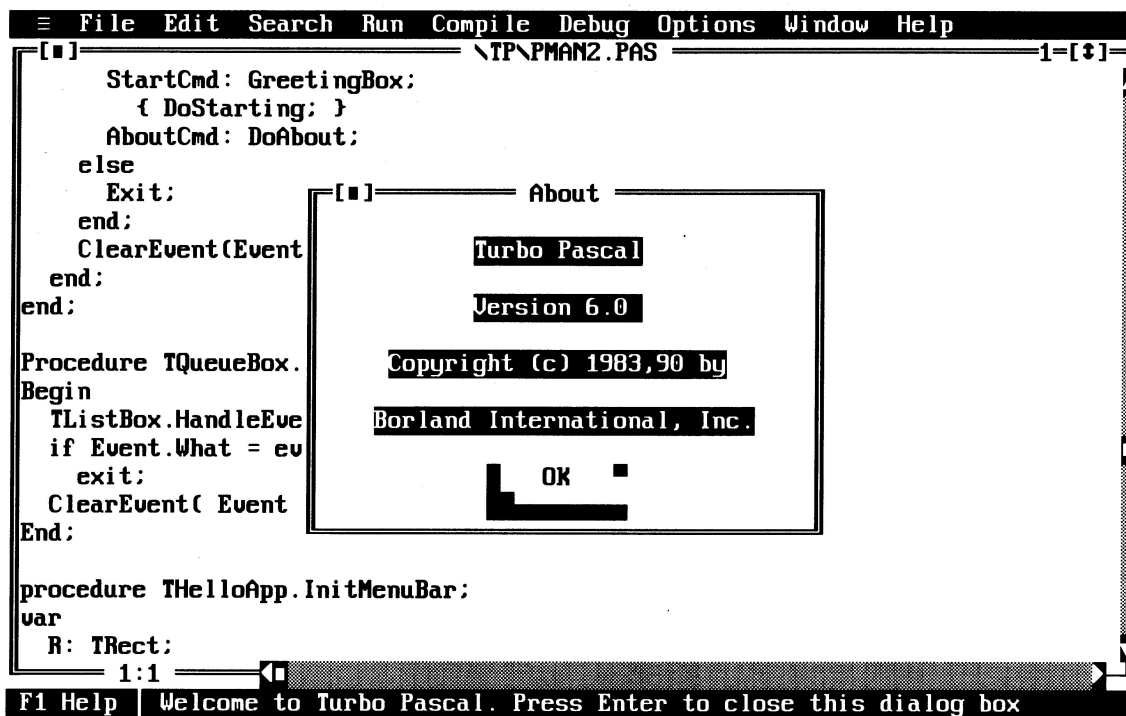 ≡ File Edit Search Run Compile Debug Options Window Help
[■] \TP\PMAN2.PAS 1=[↕]
StartCmd: GreetingBox;
{ DoStarting; }
AboutCmd: DoAbout;
else
Exit;
end;
ClearEvent(Event
end;
end;
Procedure TQueueBox.
Begin
TListBox.HandleEve
if Event.What = ev
exit;
ClearEvent( Event
End;
procedure THelloApp.InitMenuBar;
var
R: TRect;
1:1
[■] About
Turbo Pascal
Version 6.0
Copyright (c) 1983,90 by
Borland International, Inc.
OK
F1 Help | Welcome to Turbo Pascal. Press Enter to close this dialog box